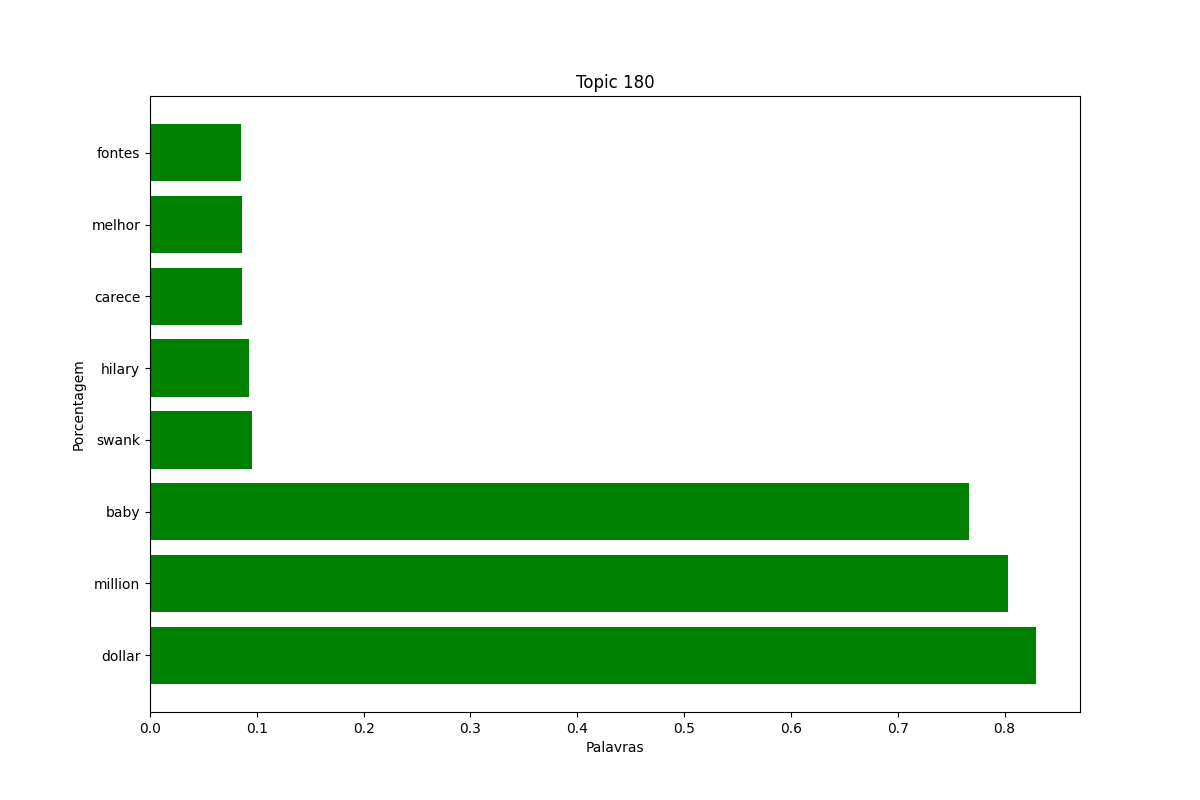 Topic 180
fontes
melhor
carece
hilary
swank
baby
million
dollar
Porcentagem
0.0 0.1 0.2 0.3 0.4 0.5 0.6 0.7 0.8
Palavras